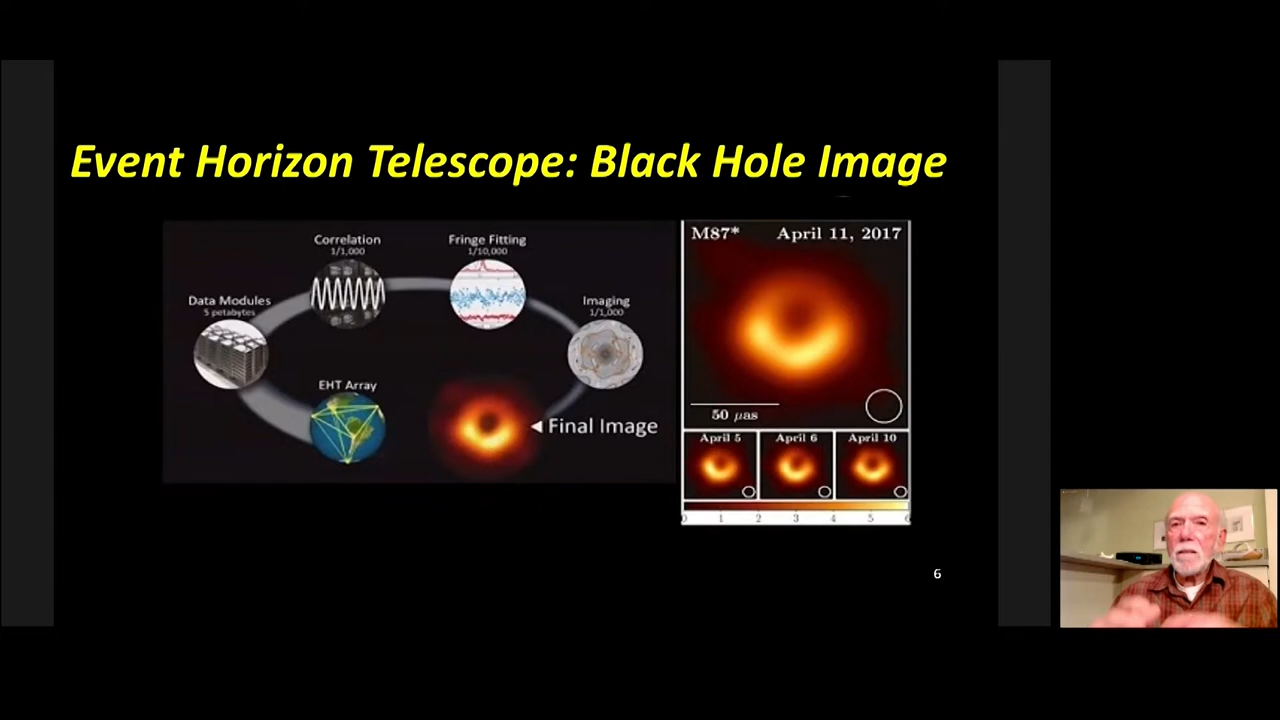 Event Horizon Telescope: Black Hole Image
Correlation
1/1,000
Fringe Fitting
1/10,000
Data Modules
5 petabytes
Imaging
1/1,000
EHT Array
Final Image
M87* April 11, 2017
50 μas
April 5 April 6 April 10
0 1 2 3 4 5 6
6